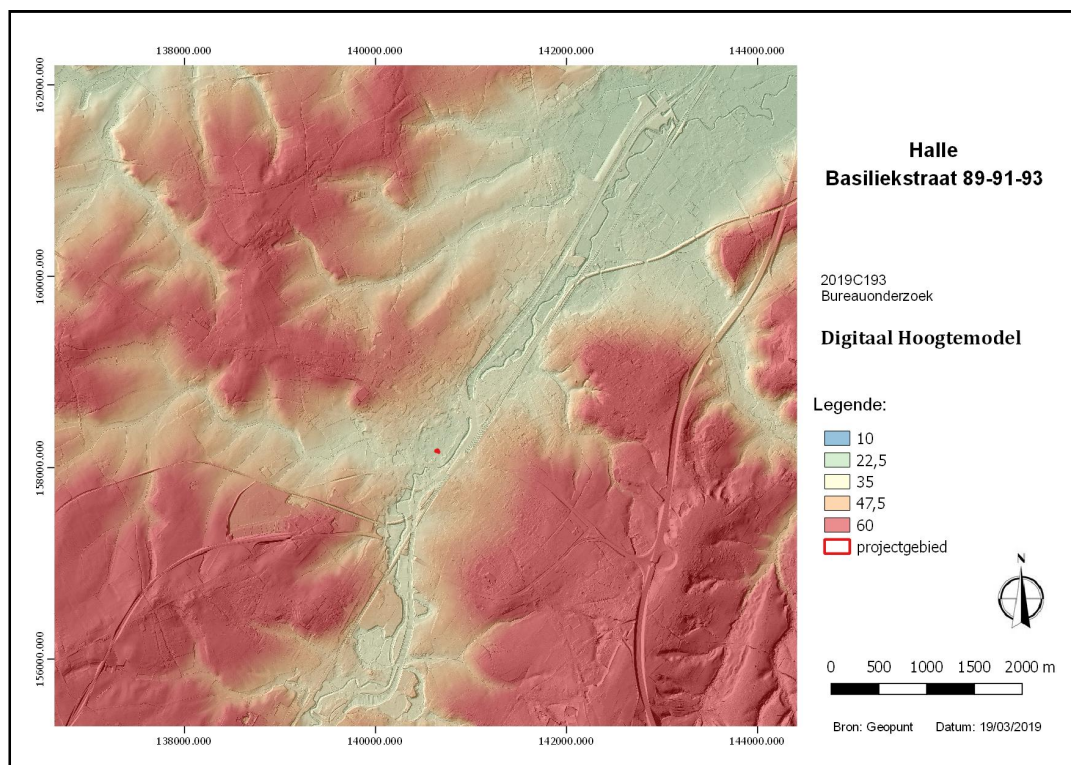 138000.000 140000.000 142000.000 144000.000
162000.000
160000.000
158000.000
156000.000
138000.000 140000.000 142000.000 144000.000
Halle
Basiliekstraat 89-91-93
2019C193
Bureauonderzoek
Digitaal Hoogtemodel
Legende:
10
22,5
35
47,5
60
projectgebied
N
0 500 1000 1500 2000 m
Bron: Geopunt Datum: 19/03/2019